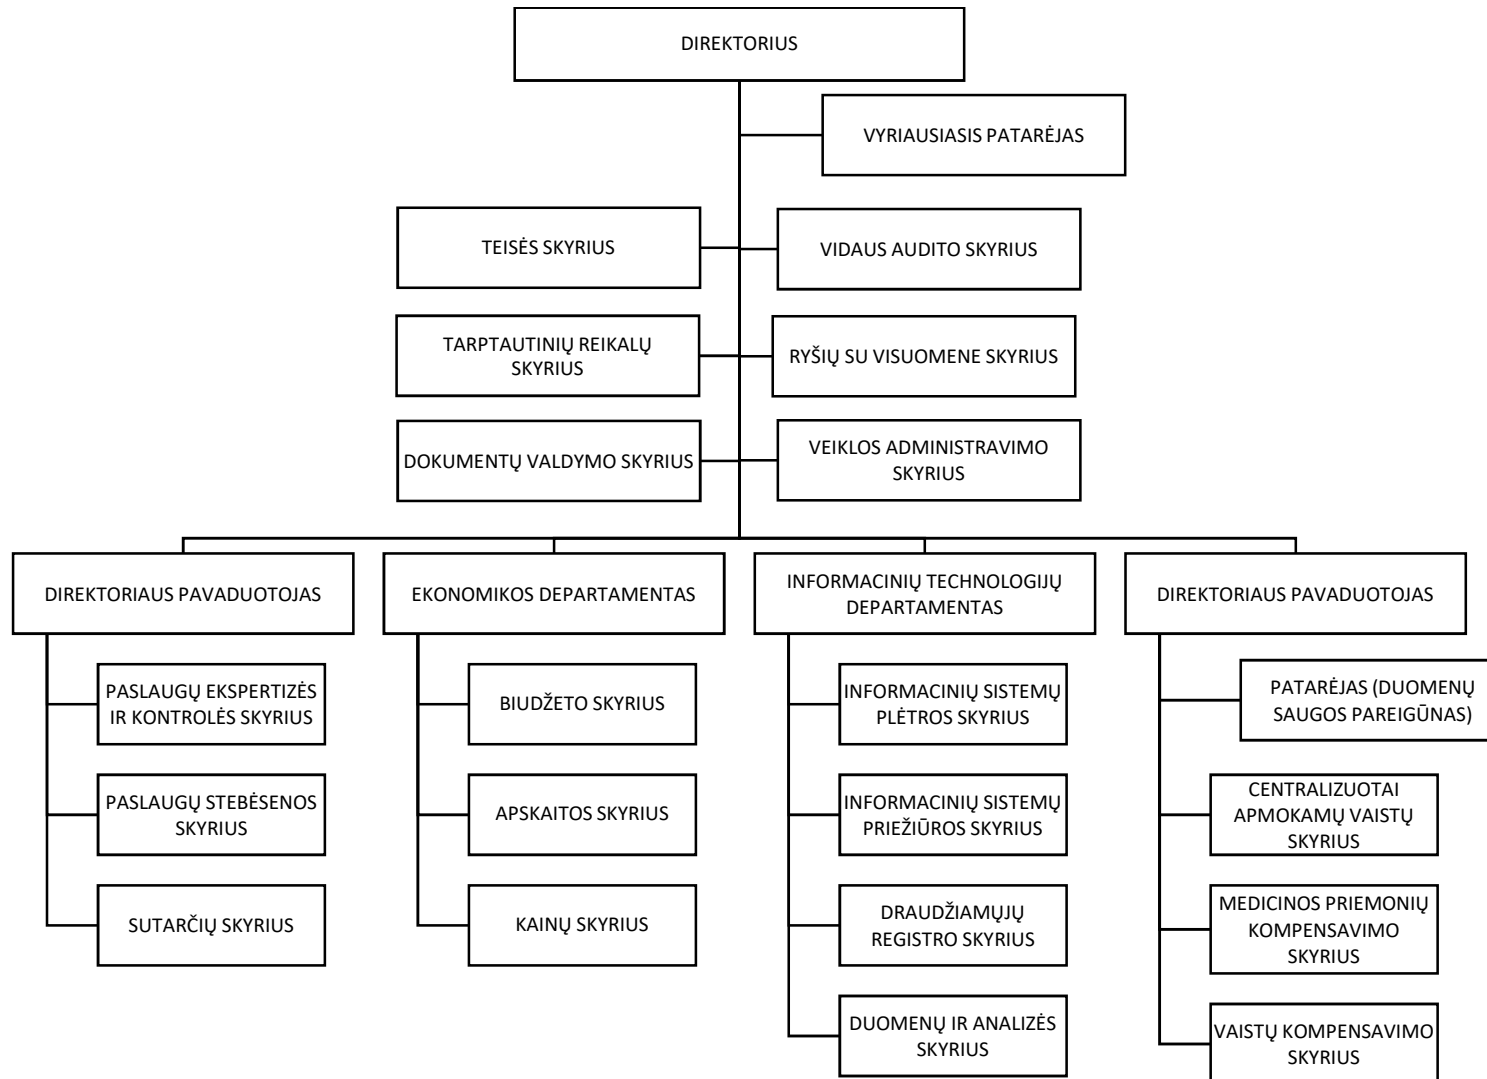 DIREKTORIUS
VYRIAUSIASIS PATARĖJAS
TEISĖS SKYRIUS
VIDAUS AUDITO SKYRIUS
TARPTAUTINIŲ REIKALŲ
SKYRIUS
RYŠIŲ SU VISUOMENE SKYRIUS
DOKUMENTŲ VALDYMO SKYRIUS
VEIKLOS ADMINISTRAVIMO
SKYRIUS
DIREKTORIAUS PAVADUOTOJAS
EKONOMIKOS DEPARTAMENTAS
INFORMACINIŲ TECHNOLOGIJŲ
DEPARTAMENTAS
DIREKTORIAUS PAVADUOTOJAS
PASLAUGŲ EKSPERTIZĖS
IR KONTROLĖS SKYRIUS
PASLAUGŲ STEBĖSENOS
SKYRIUS
SUTARČIŲ SKYRIUS
BIUDŽETO SKYRIUS
APSKAITOS SKYRIUS
KAINŲ SKYRIUS
INFORMACINIŲ SISTEMŲ
PLĖTROS SKYRIUS
INFORMACINIŲ SISTEMŲ
PRIEŽIŪROS SKYRIUS
DRAUDŽIAMŲJŲ
REGISTRO SKYRIUS
DUOMENŲ IR ANALIZĖS
SKYRIUS
PATARĖJAS (DUOMENŲ
SAUGOS PAREIGŪNAS)
CENTRALIZUOTAI
APMOKAMŲ VAISTŲ
SKYRIUS
MEDICINOS PRIEMONIŲ
KOMPENSAVIMO
SKYRIUS
VAISTŲ KOMPENSAVIMO
SKYRIUS